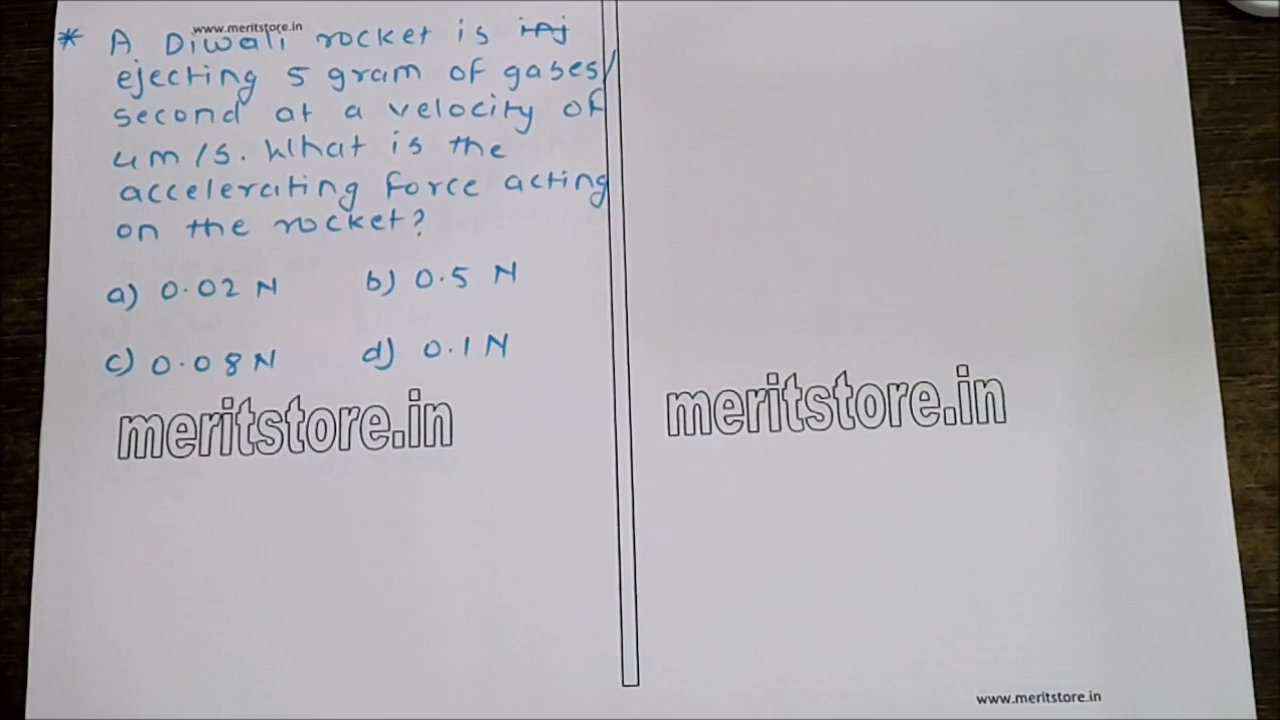 www.meritstore.in
* A Diwali rocket is inj
ejecting 5 gram of gases/
second at a velocity of
4m/s. What is the
accelerating force acting
on the rocket?
a) 0.02 N b) 0.5 N
c) 0.08N d) 0.1 N
meritstore.in
meritstore.in
www.meritstore.in